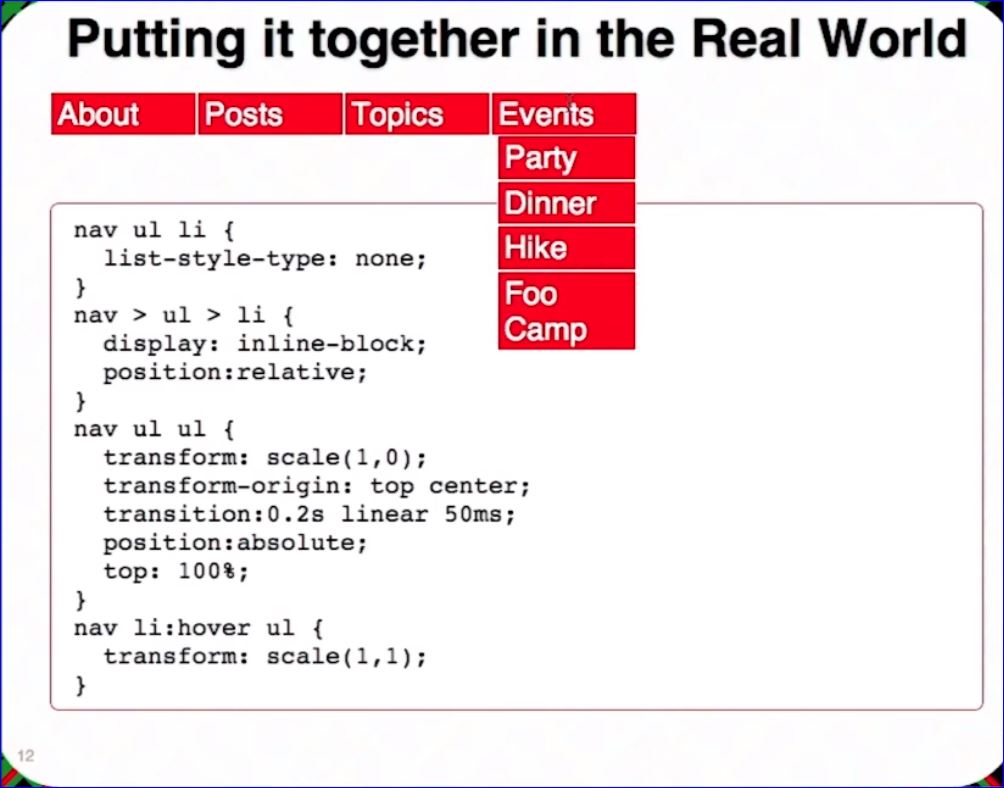 Putting it together in the Real World
About Posts Topics Events
Party
Dinner
Hike
Foo
Camp
nav ul li {
list-style-type: none;
}
nav > ul > li {
display: inline-block;
position:relative;
}
nav ul ul {
transform: scale(1,0);
transform-origin: top center;
transition:0.2s linear 50ms;
position:absolute;
top: 100%;
}
nav li:hover ul {
transform: scale(1,1);
}
12